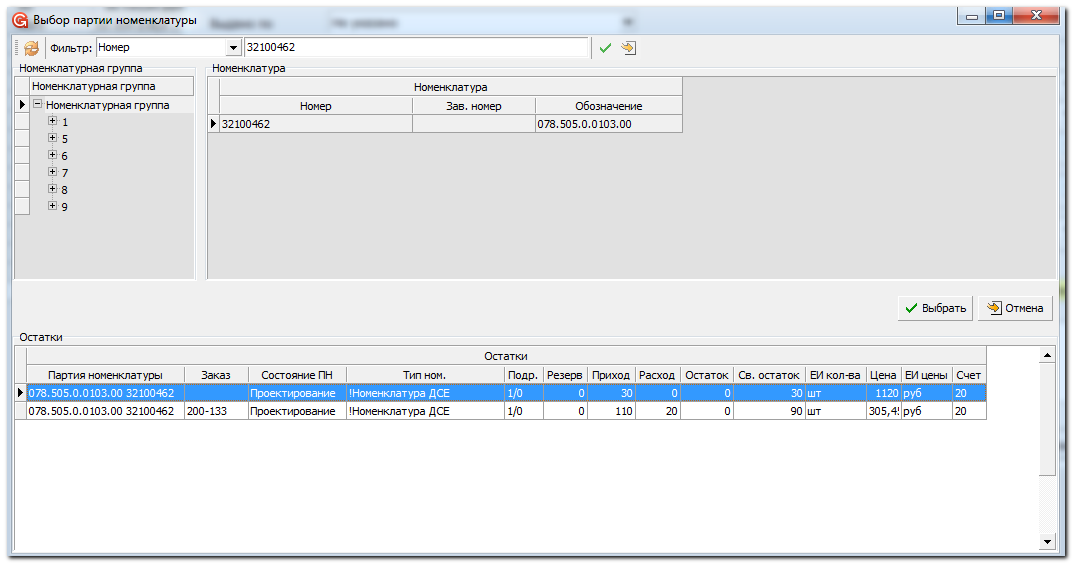 Выбор партии номенклатуры
Фильтр: Номер 32100462
Номенклатурная группа
Номенклатурная группа
Номенклатурная группа
1
5
6
7
8
9
Номенклатура
Номенклатура
Номер Зав. номер Обозначение
32100462 078.505.0.0103.00
Выбрать Отмена
Остатки
Остатки
Партия номенклатуры Заказ Состояние ПН Тип ном. Подр. Резерв Приход Расход Остаток Св. остаток ЕИ кол-ва Цена ЕИ цены Счет
078.505.0.0103.00 32100462 Проектирование !Номенклатура ДСЕ 1/0 0 30 0 0 30 шт 1120 руб 20
078.505.0.0103.00 32100462 200-133 Проектирование !Номенклатура ДСЕ 1/0 0 110 20 0 90 шт 305,4 руб 20